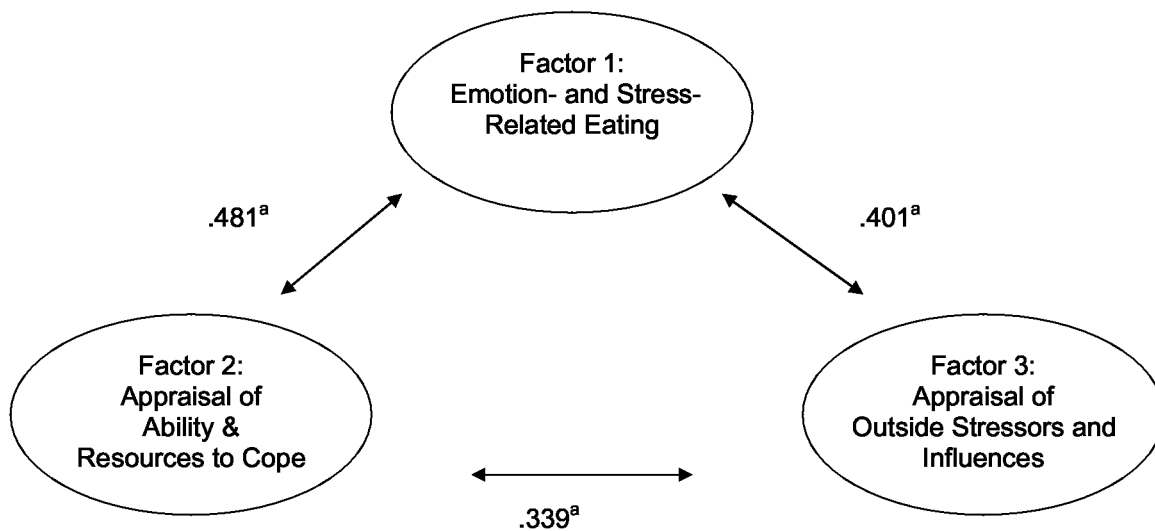 Factor 1:
Emotion- and Stress-
Related Eating
.481ᵃ
.401ᵃ
Factor 2:
Appraisal of
Ability &
Resources to Cope
Factor 3:
Appraisal of
Outside Stressors and
Influences
.339ᵃ